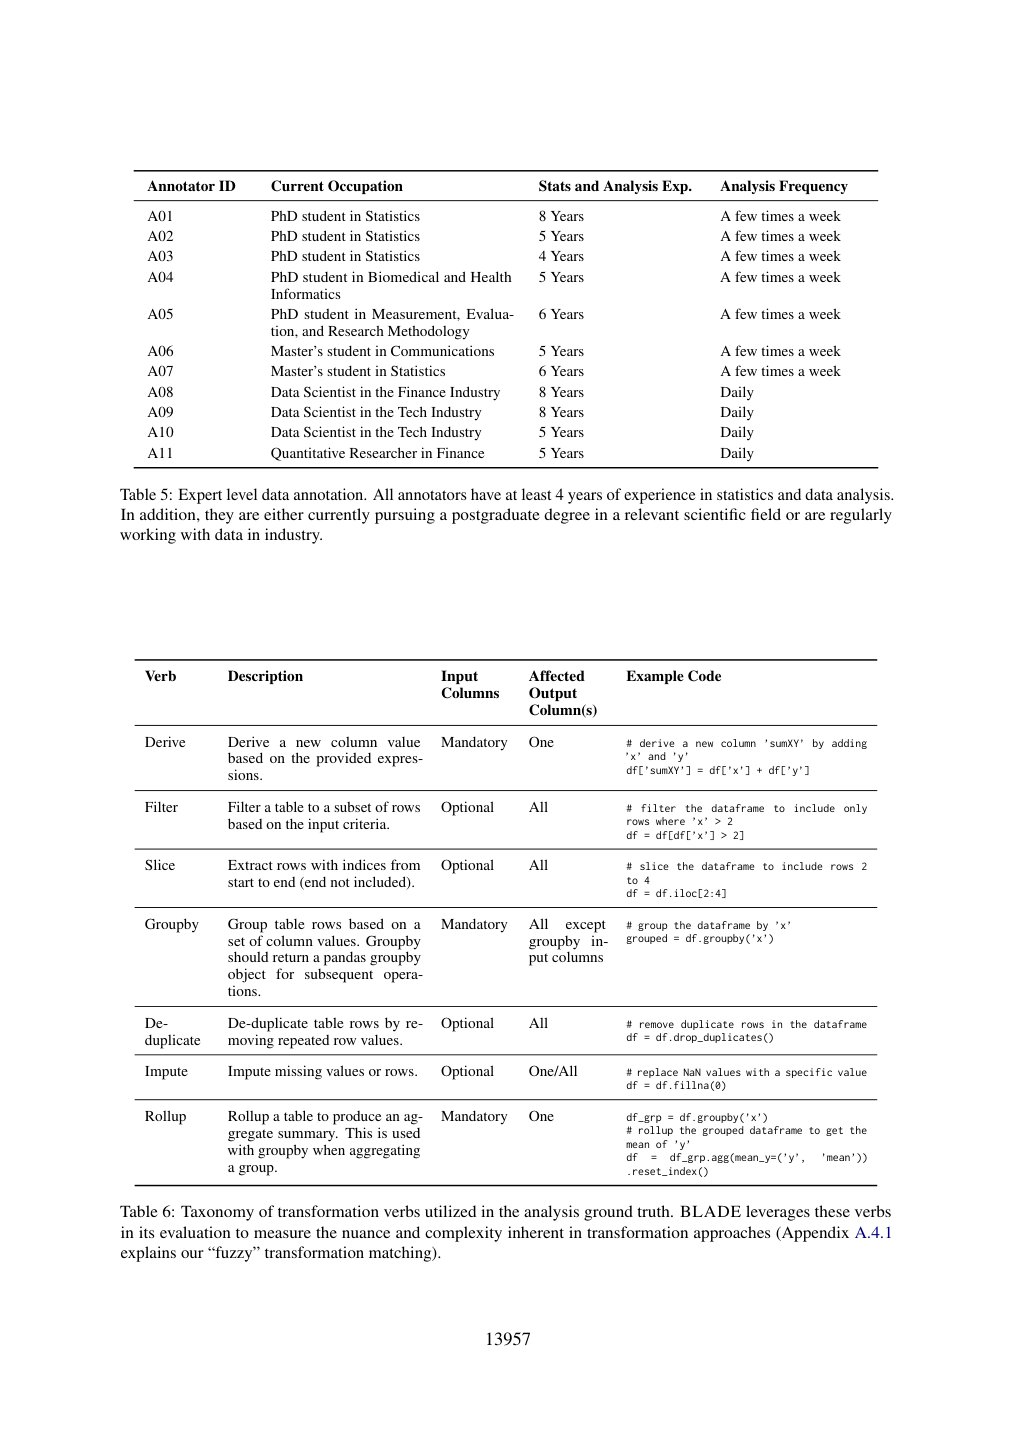 Annotator ID Current Occupation Stats and Analysis Exp. Analysis Frequency
A01 PhD student in Statistics 8 Years A few times a week
A02 PhD student in Statistics 5 Years A few times a week
A03 PhD student in Statistics 4 Years A few times a week
A04 PhD student in Biomedical and Health 5 Years A few times a week
Informatics
A05 PhD student in Measurement, Evalua- 6 Years A few times a week
tion, and Research Methodology
A06 Master's student in Communications 5 Years A few times a week
A07 Master's student in Statistics 6 Years A few times a week
A08 Data Scientist in the Finance Industry 8 Years Daily
A09 Data Scientist in the Tech Industry 8 Years Daily
A10 Data Scientist in the Tech Industry 5 Years Daily
A11 Quantitative Researcher in Finance 5 Years Daily
Table 5: Expert level data annotation. All annotators have at least 4 years of experience in statistics and data analysis.
In addition, they are either currently pursuing a postgraduate degree in a relevant scientific field or are regularly
working with data in industry.
Verb Description Input Affected Example Code
Columns Output
Column(s)
Derive Derive a new column value Mandatory One # derive a new column 'sumXY' by adding
based on the provided expres- 'x' and 'y'
sions. df['sumXY'] = df['x'] + df['y']
Filter Filter a table to a subset of rows Optional All # filter the dataframe to include only
based on the input criteria. rows where 'x' > 2
df = df[df['x'] > 2]
Slice Extract rows with indices from Optional All # slice the dataframe to include rows 2
start to end (end not included). to 4
df = df.iloc[2:4]
Groupby Group table rows based on a Mandatory All except # group the dataframe by 'x'
set of column values. Groupby groupby in- grouped = df.groupby('x')
should return a pandas groupby put columns
object for subsequent opera-
tions.
De- De-duplicate table rows by re- Optional All # remove duplicate rows in the dataframe
duplicate moving repeated row values. df = df.drop_duplicates()
Impute Impute missing values or rows. Optional One/All # replace NaN values with a specific value
df = df.fillna(0)
Rollup Rollup a table to produce an ag- Mandatory One df_grp = df.groupby('x')
gregate summary. This is used # rollup the grouped dataframe to get the
with groupby when aggregating mean of 'y'
a group. df = df_grp.agg(mean_y=('y', 'mean'))
.reset_index()
Table 6: Taxonomy of transformation verbs utilized in the analysis ground truth. BLADE leverages these verbs
in its evaluation to measure the nuance and complexity inherent in transformation approaches (Appendix A.4.1
explains our “fuzzy” transformation matching).
13957